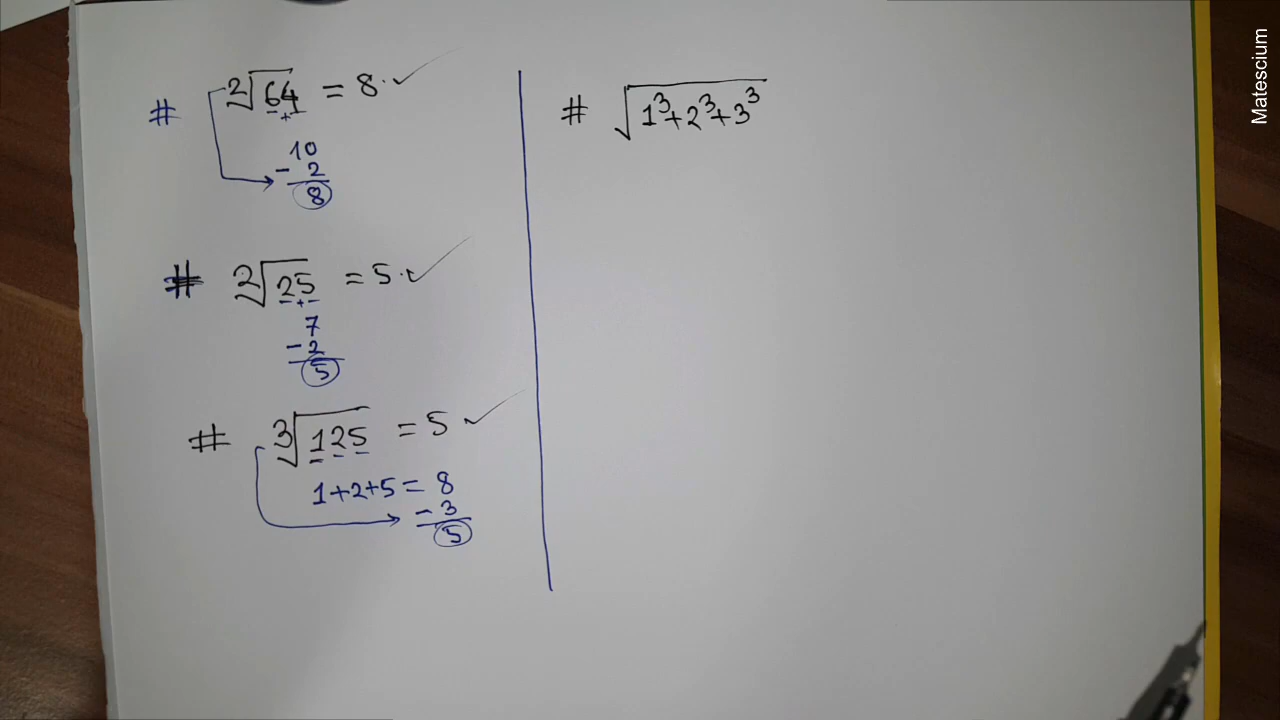 # ²√64 = 8. ✓
- + -
10
- 2
8
# ²√25 = 5. ✓
- + -
7
- 2
5
# ³√125 = 5 ✓
1+2+5 = 8
- 3
5
# √1³+2³+3³
Matescium